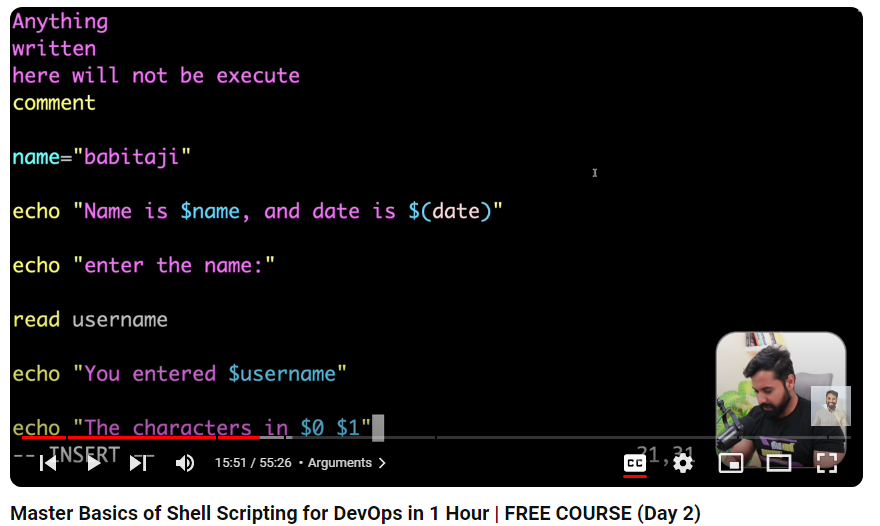 Anything
written
here will not be execute
comment
name="babitaji"
echo "Name is $name, and date is $(date)"
echo "enter the name:"
read username
echo "You entered $username"
echo "The characters in $0 $1"
-- INSERT -- 21,31
15:51 / 55:26 • Arguments >
CC
Master Basics of Shell Scripting for DevOps in 1 Hour | FREE COURSE (Day 2)